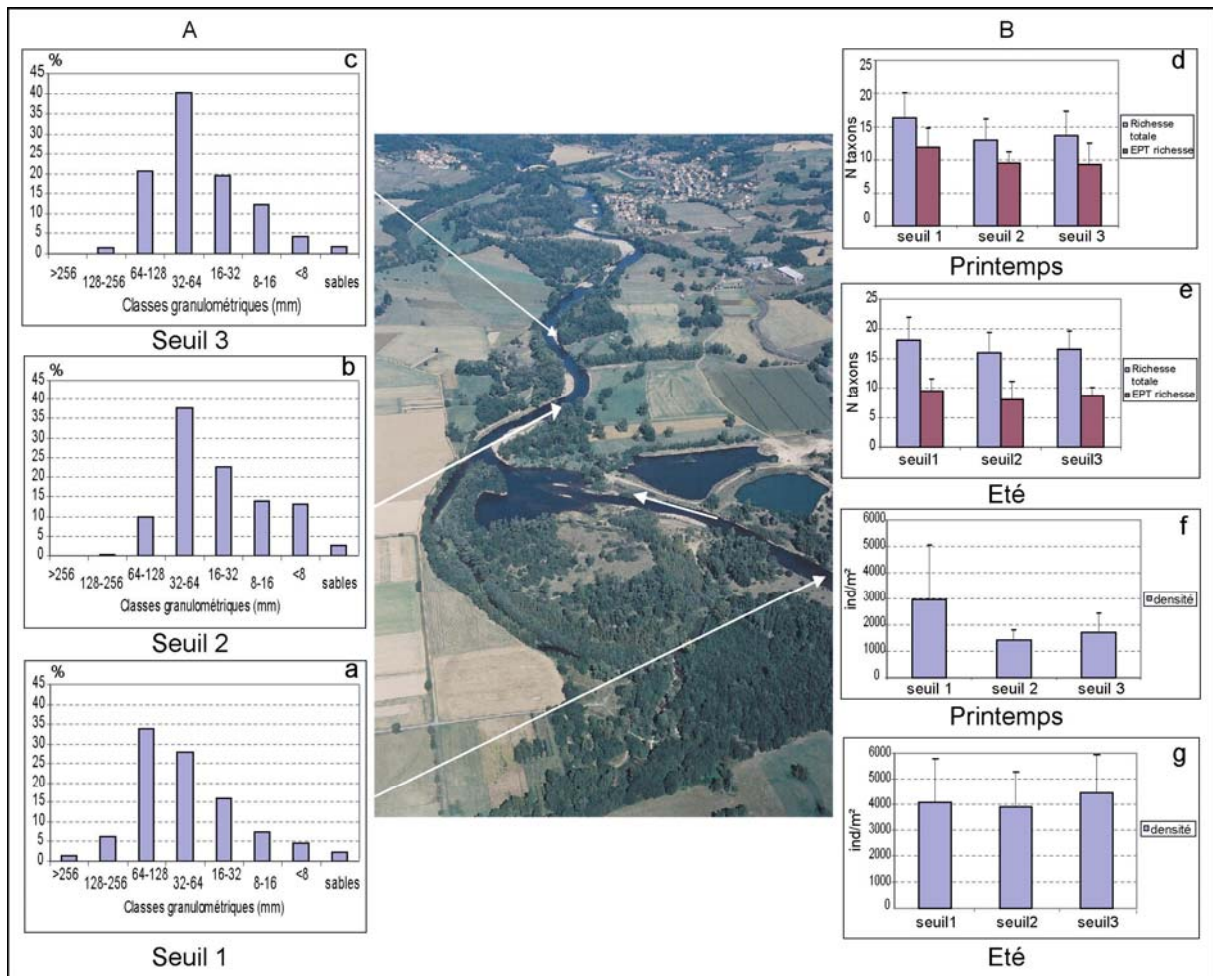 A
%
c
45
40
35
30
25
20
15
10
5
0
>256
128-256
64-128
32-64
16-32
8-16
<8
sables
Classes granulométriques (mm)
Seuil 3
%
b
45
40
35
30
25
20
15
10
5
0
>256
128-256
64-128
32-64
16-32
8-16
<8
sables
Classes granulométriques (mm)
Seuil 2
%
a
45
40
35
30
25
20
15
10
5
0
>256
128-256
64-128
32-64
16-32
8-16
<8
sables
Classes granulométriques (mm)
Seuil 1
B
d
25
20
15
10
5
0
N taxons
seuil 1
seuil 2
seuil 3
Richesse
totale
EPT richesse
Printemps
e
25
20
15
10
5
0
N taxons
seuil1
seuil2
seuil3
Richesse
totale
EPT richesse
Eté
f
6000
5000
4000
3000
2000
1000
0
ind/m²
seuil 1
seuil 2
seuil 3
densité
Printemps
g
6000
5000
4000
3000
2000
1000
0
ind/m²
seuil1
seuil2
seuil3
densité
Eté